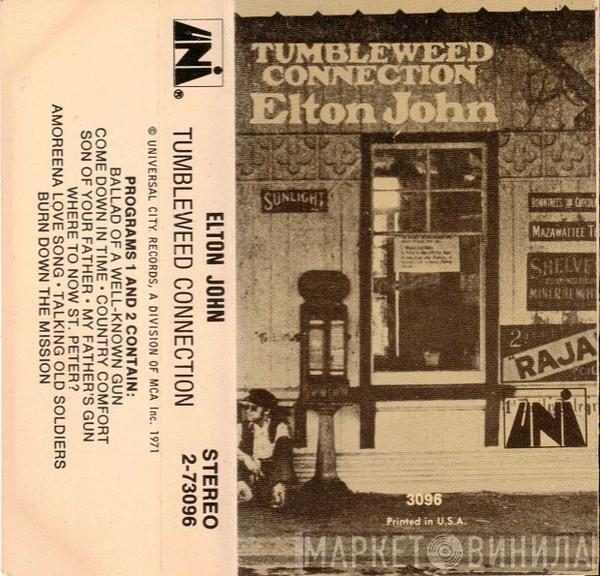 UNI®
TUMBLEWEED CONNECTION
© UNIVERSAL CITY RECORDS, A DIVISION OF MCA Inc. 1971
ELTON JOHN
STEREO
2-73096
PROGRAMS 1 AND 2 CONTAIN:
BALLAD OF A WELL-KNOWN GUN
COME DOWN IN TIME • COUNTRY COMFORT
SON OF YOUR FATHER • MY FATHER'S GUN
WHERE TO NOW ST. PETER?
AMOREENA LOVE SONG • TALKING OLD SOLDIERS
BURN DOWN THE MISSION
TUMBLEWEED
CONNECTION
Elton John
SUNLIGHT
MAZAWATTEE
RAJA
UNI
3096
Printed in U.S.A.
МАРКЕТ ВИНИЛА